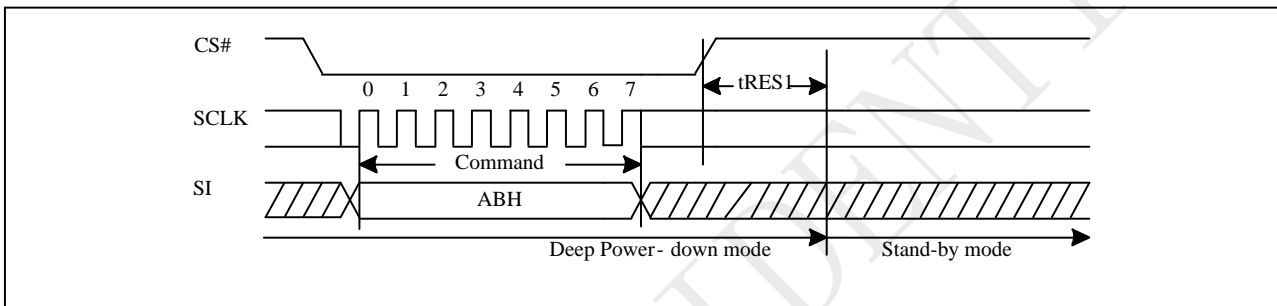 CS#
tRES1
0 1 2 3 4 5 6 7
SCLK
Command
SI
ABH
Deep Power- down mode
Stand-by mode